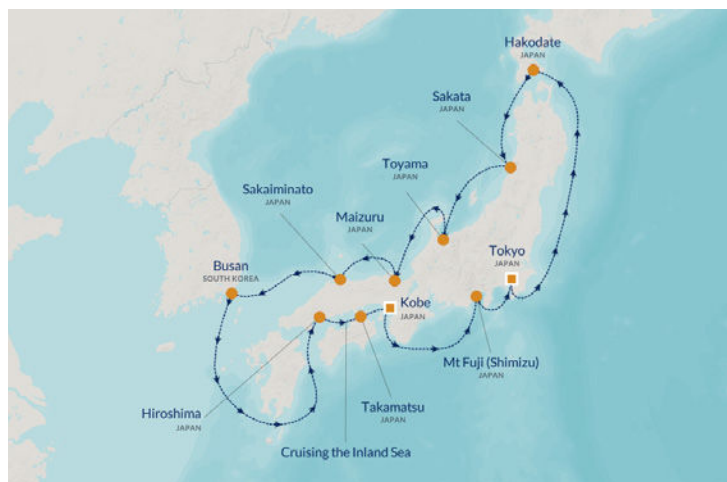 Hakodate
JAPAN
Sakata
JAPAN
Toyama
JAPAN
Sakaiminato
JAPAN
Maizuru
JAPAN
Tokyo
JAPAN
Busan
SOUTH KOREA
Kobe
JAPAN
Mt Fuji (Shimizu)
JAPAN
Hiroshima
JAPAN
Takamatsu
JAPAN
Cruising the Inland Sea